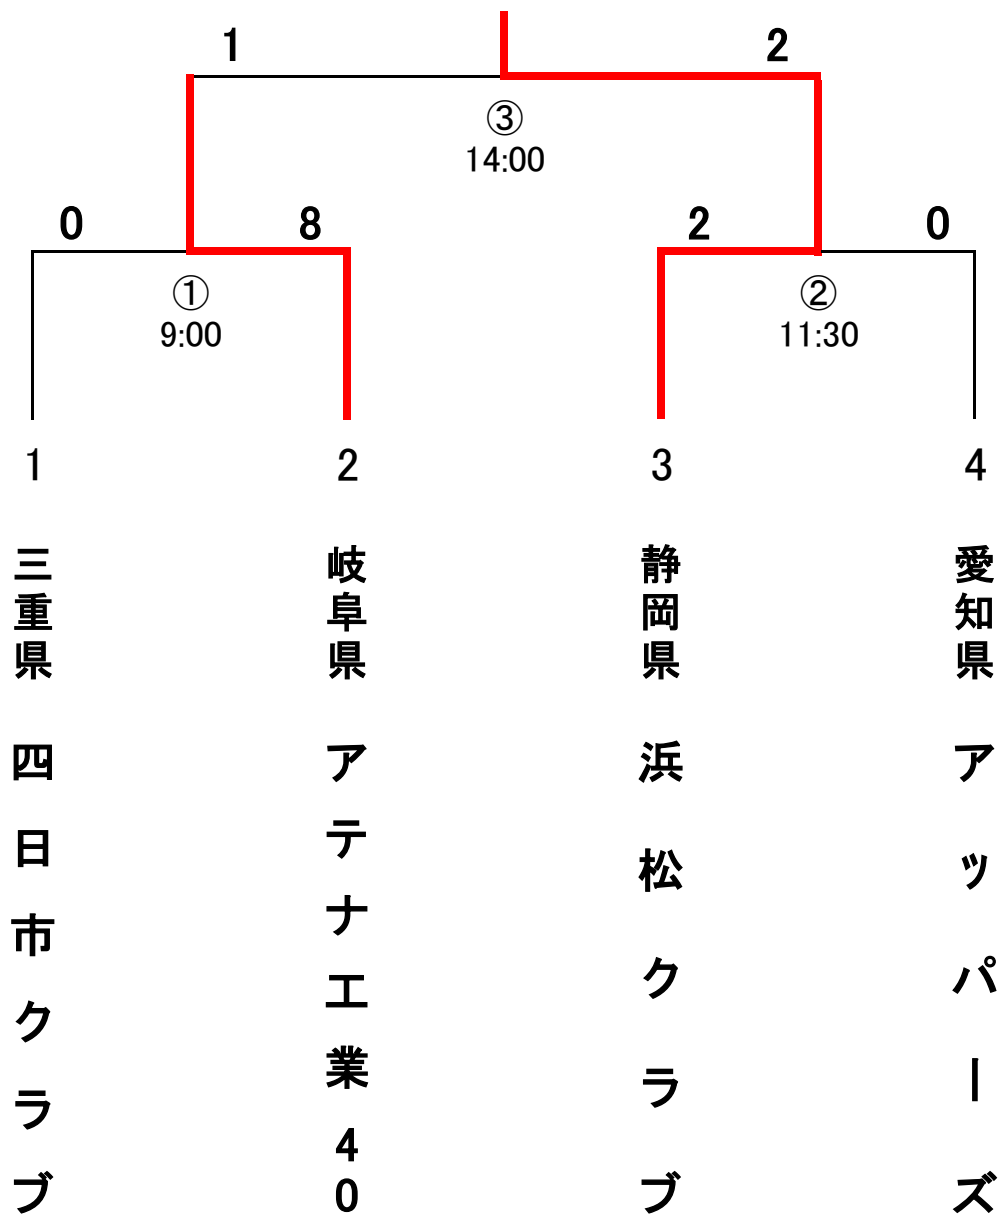 1 2
③
14:00
0 8 2 0
① ②
9:00 11:30
1 2 3 4
三重県 四日市クラブ
岐阜県 アテナ工業40
静岡県 浜松クラブ
愛知県 アッパーズ